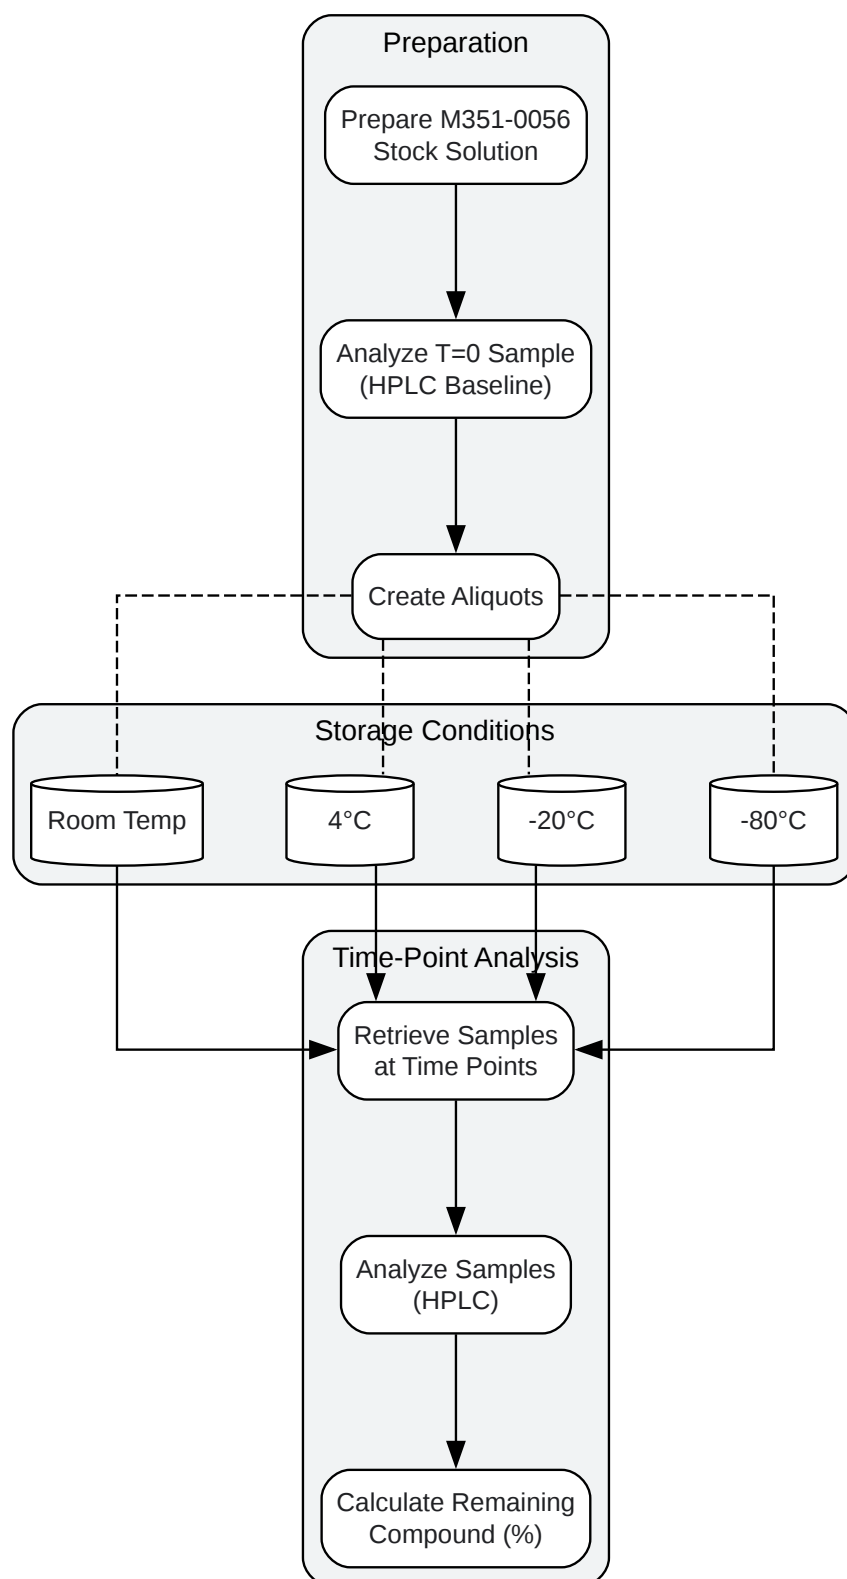 Preparation
Prepare M351-0056
Stock Solution
Analyze T=0 Sample
(HPLC Baseline)
Create Aliquots
Storage Conditions
Room Temp
4°C
-20°C
-80°C
Time-Point Analysis
Retrieve Samples
at Time Points
Analyze Samples
(HPLC)
Calculate Remaining
Compound (%)